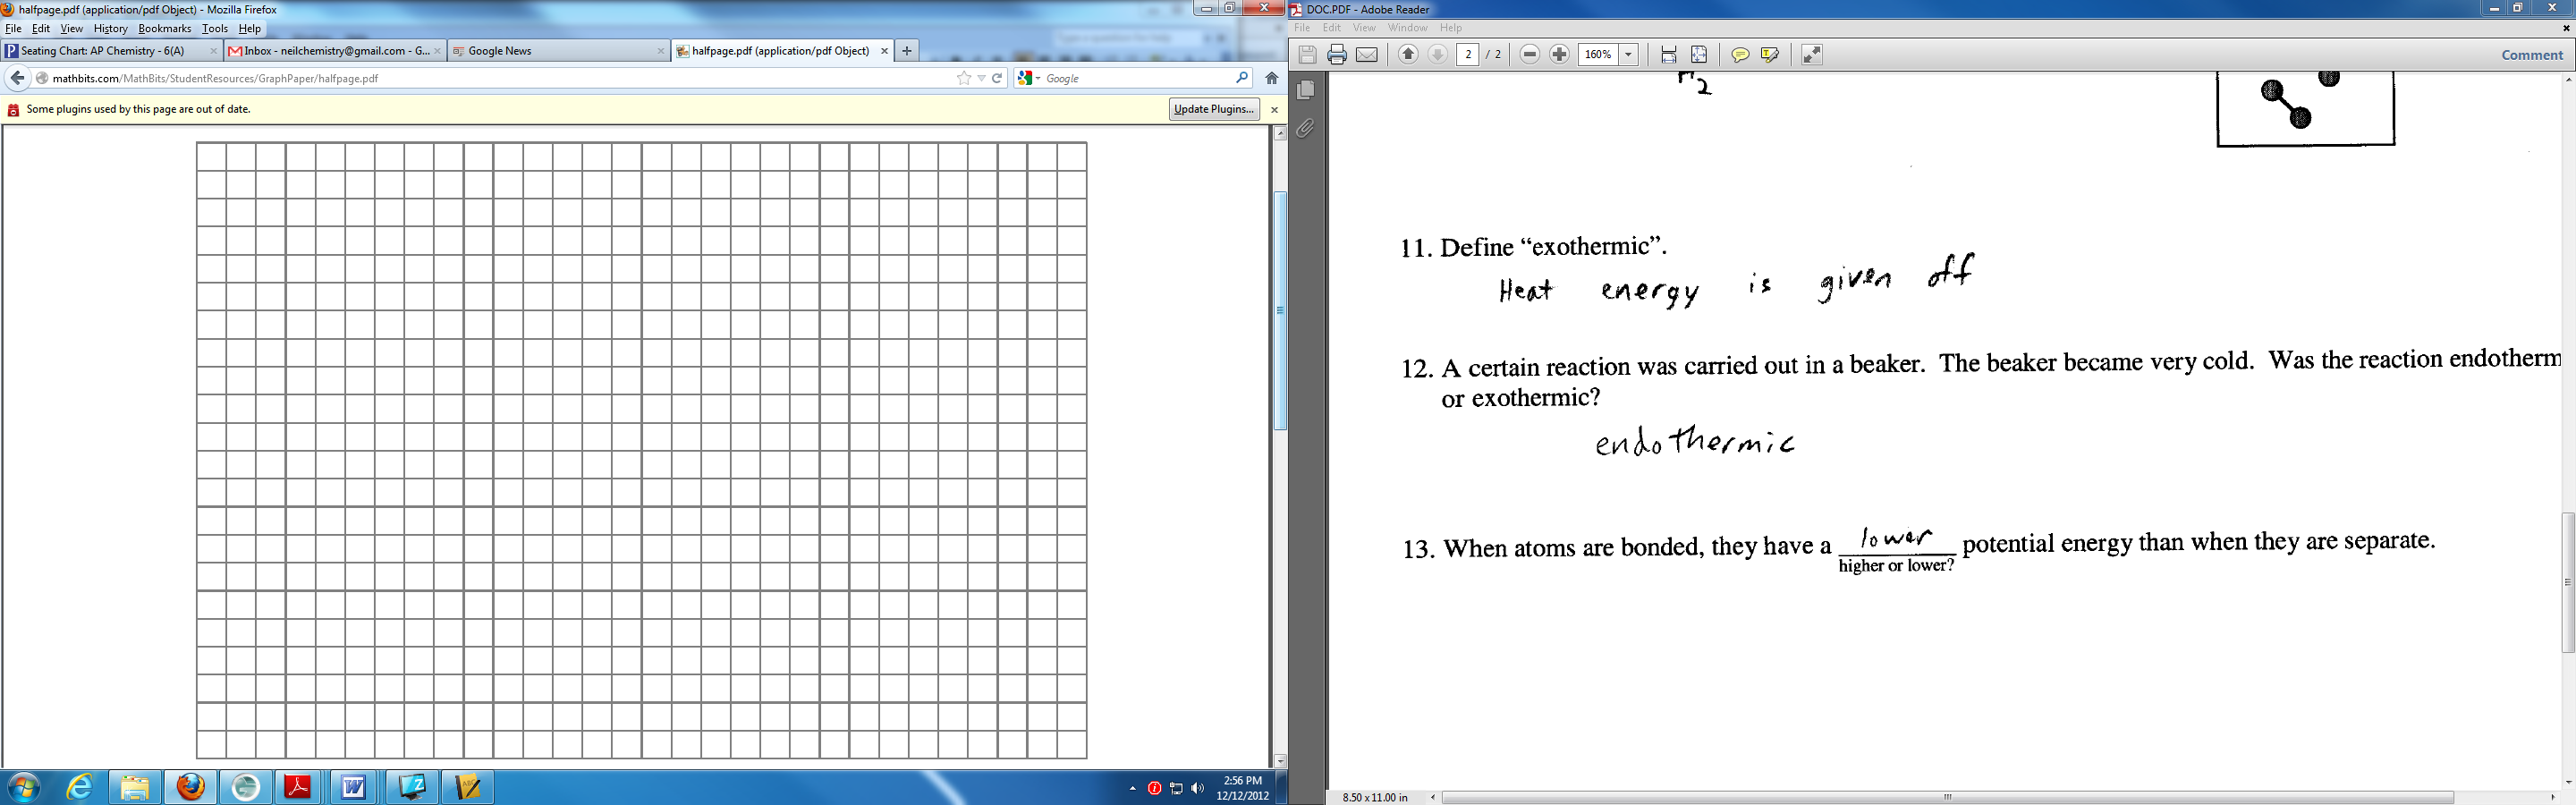 halfpage.pdf (application/pdf Object) - Mozilla Firefox
File Edit View History Bookmarks Tools Help
Seating Chart: AP Chemistry - 6(A)
Inbox - neilchemistry@gmail.com - G...
Google News
halfpage.pdf (application/pdf Object)
mathbits.com/MathBits/StudentResources/GraphPaper/halfpage.pdf
Google
Some plugins used by this page are out of date.
Update Plugins...
2:56 PM
12/12/2012
DOC.PDF - Adobe Reader
File Edit View Window Help
2 / 2
160%
Comment
H2
11. Define “exothermic”.
Heat energy is given off
12. A certain reaction was carried out in a beaker. The beaker became very cold. Was the reaction endotherm
or exothermic?
endothermic
13. When atoms are bonded, they have a lower potential energy than when they are separate.
higher or lower?
8.50 x 11.00 in